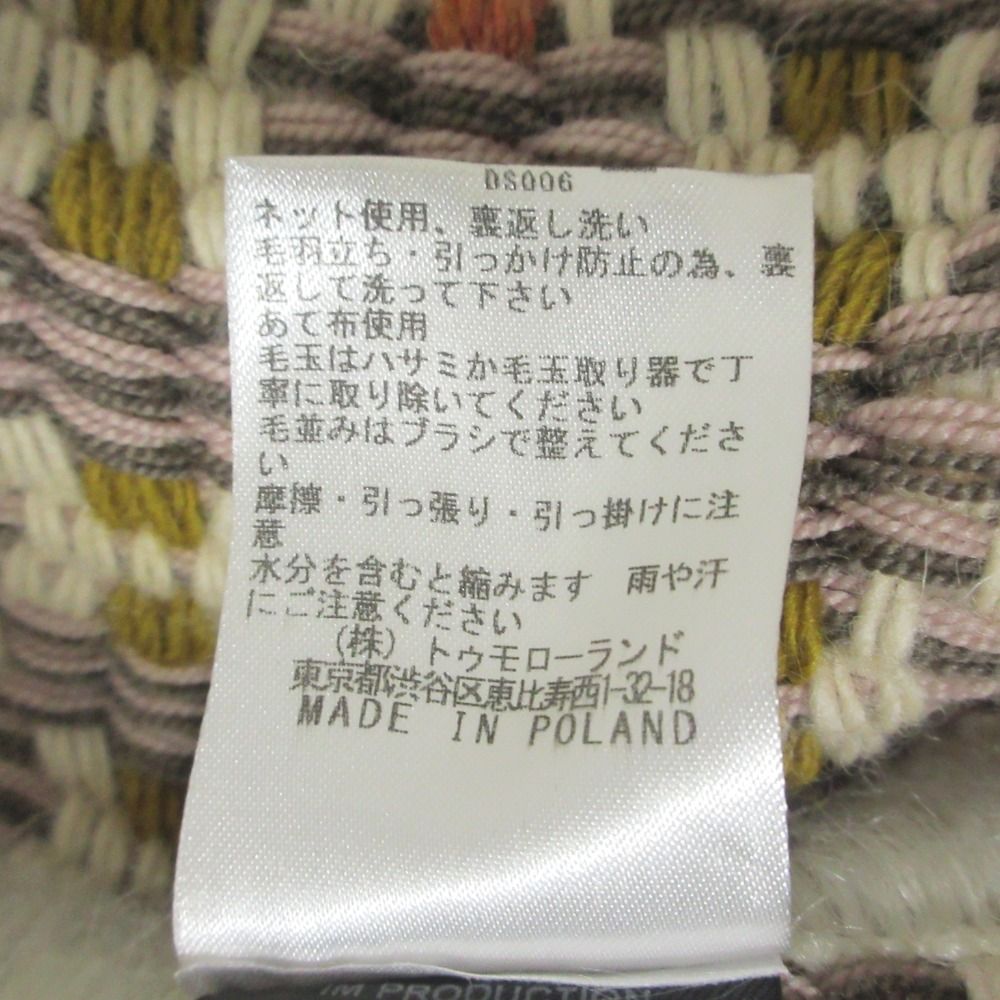 DS006
ネット使用、裏返し洗い
毛羽立ち・引っかけ防止の為、裏
返して洗って下さい
あて布使用
毛玉はハサミか毛玉取り器で丁
寧に取り除いてください
毛並みはブラシで整えてくださ
い
摩擦・引っ張り・引っ掛けに注
意
水分を含むと縮みます 雨や汗
にご注意ください
(株) トゥモローランド
東京都渋谷区恵比寿西1-32-18
MADE IN POLAND
IM PRODUCTION